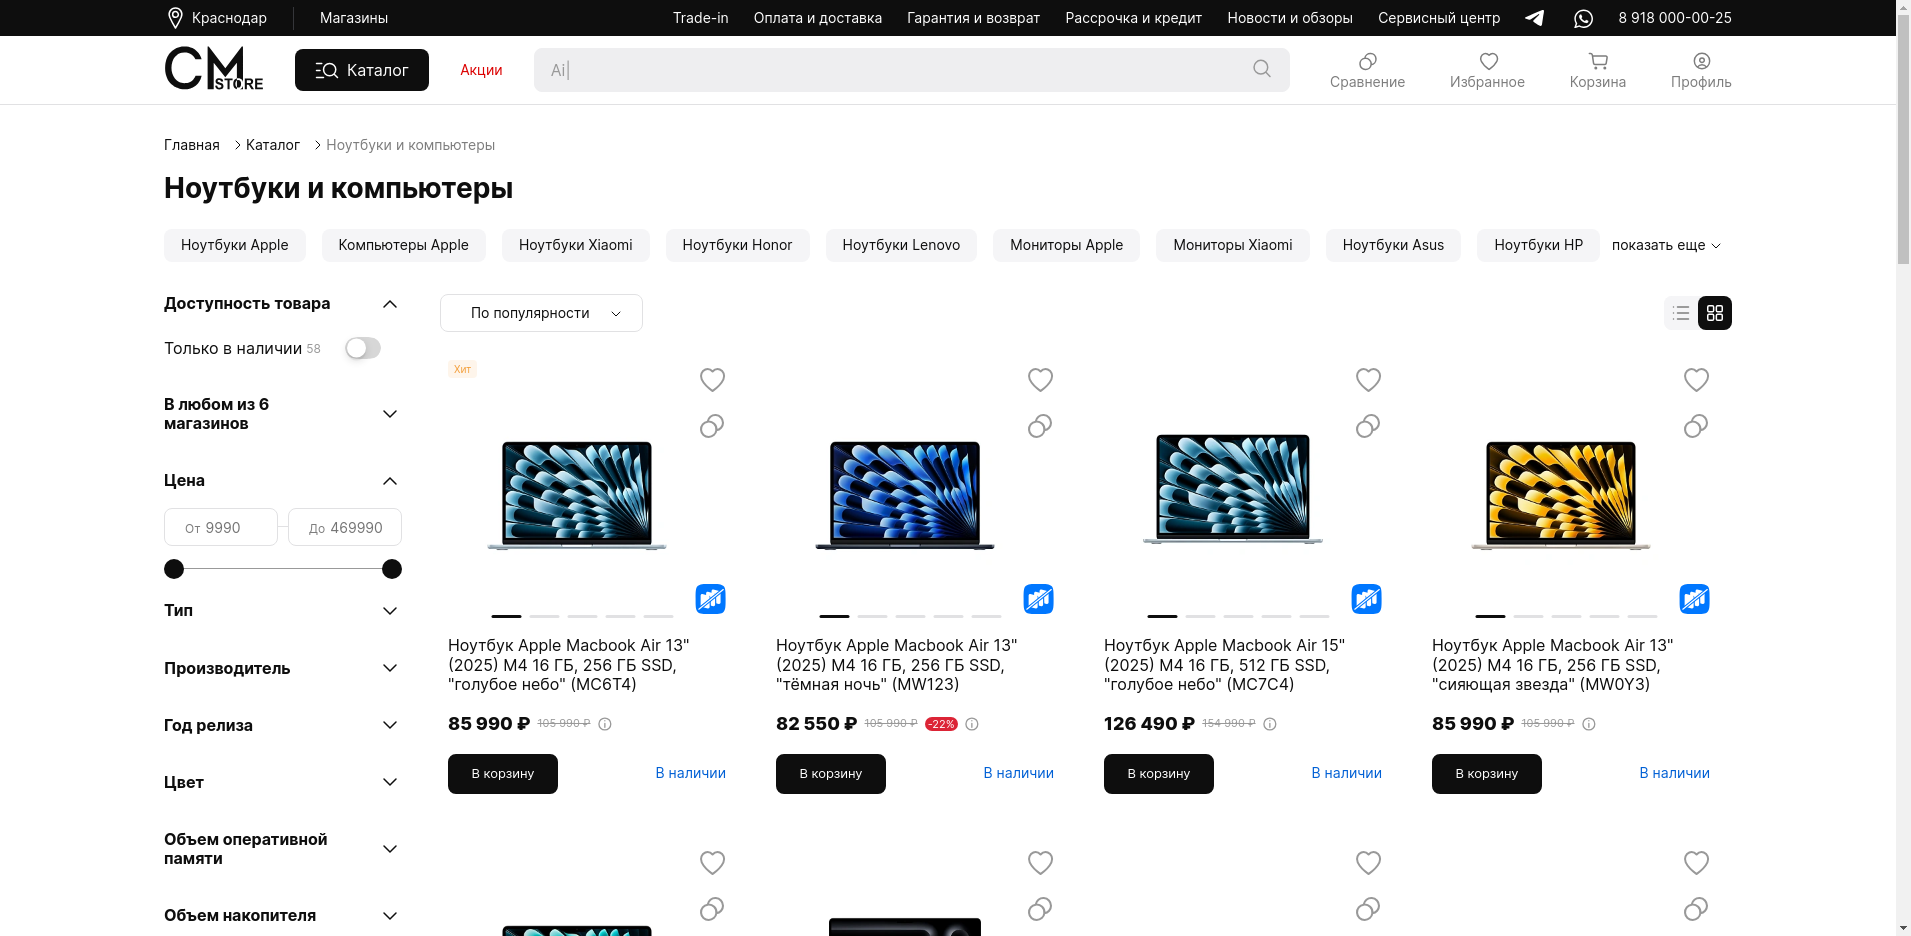 Краснодар
Магазины
Trade-in
Оплата и доставка
Гарантия и возврат
Рассрочка и кредит
Новости и обзоры
Сервисный центр
8 918 000-00-25
CM STORE
Каталог
Акции
Ai|
Сравнение
Избранное
Корзина
Профиль
Главная
Каталог
Ноутбуки и компьютеры
Ноутбуки и компьютеры
Ноутбуки Apple
Компьютеры Apple
Ноутбуки Xiaomi
Ноутбуки Honor
Ноутбуки Lenovo
Мониторы Apple
Мониторы Xiaomi
Ноутбуки Asus
Ноутбуки HP
показать еще
Доступность товара
Только в наличии 58
В любом из 6
магазинов
Цена
От 9990
До 469990
Тип
Производитель
Год релиза
Цвет
Объем оперативной
памяти
Объем накопителя
По популярности
Хит
Ноутбук Apple Macbook Air 13"
(2025) M4 16 ГБ, 256 ГБ SSD,
"голубое небо" (MC6T4)
85 990 ₽ 105 990 ₽
В корзину
В наличии
Ноутбук Apple Macbook Air 13"
(2025) M4 16 ГБ, 256 ГБ SSD,
"тёмная ночь" (MW123)
82 550 ₽ 105 990 ₽ -22%
В корзину
В наличии
Ноутбук Apple Macbook Air 15"
(2025) M4 16 ГБ, 512 ГБ SSD,
"голубое небо" (MC7C4)
126 490 ₽ 154 990 ₽
В корзину
В наличии
Ноутбук Apple Macbook Air 13"
(2025) M4 16 ГБ, 256 ГБ SSD,
"сияющая звезда" (MW0Y3)
85 990 ₽ 105 990 ₽
В корзину
В наличии